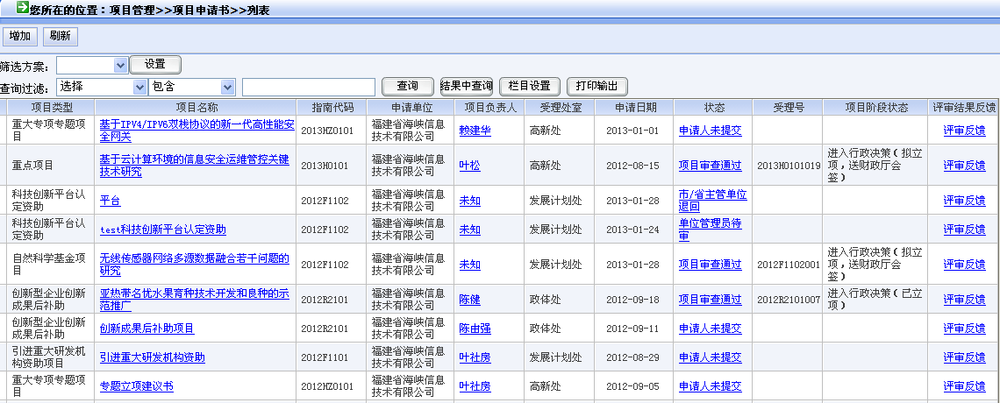 您所在的位置：项目管理>>项目申请书>>列表
增加 刷新
筛选方案： 设置
查询过滤： 选择 包含 查询 结果中查询 栏目设置 打印输出
项目类型 项目名称 指南代码 申请单位 项目负责人 受理处室 申请日期 状态 受理号 项目阶段状态 评审结果反馈
重大专项专题项 基于IPV4/IPV6双栈协议的新一代高性能安 2013HZ0101 福建省海峡信息 赖建华 高新处 2013-01-01 申请人未提交 评审反馈
目 全网关 技术有限公司
重点项目 基于云计算环境的信息安全运维管控关键 2013H0101 福建省海峡信息 叶松 高新处 2012-08-15 项目审查通过 2013H0101019 进入行政决策（拟立 评审反馈
技术研究 技术有限公司 项，送财政厅会
签）
科技创新平台认 平台 2012F1102 福建省海峡信息 未知 发展计划处 2013-01-28 市/省主管单位 评审反馈
定资助 技术有限公司 退回
科技创新平台认 test科技创新平台认定资助 2012F1102 福建省海峡信息 未知 发展计划处 2013-01-24 单位管理员待 评审反馈
定资助 技术有限公司 审
自然科学基金项 无线传感器网络多源数据融合若干问题的 2012F1102 福建省海峡信息 未知 发展计划处 2013-01-28 项目审查通过 2012F1102001 进入行政决策（拟立 评审反馈
目 研究 技术有限公司 项，送财政厅会
签）
创新型企业创新 亚热带名优水果育种技术开发和良种的示 2012R2101 福建省海峡信息 陈健 政体处 2012-09-18 项目审查通过 2012R2101007 进入行政决策（已立 评审反馈
成果后补助 范推广 技术有限公司 项）
创新型企业创新 创新成果后补助项目 2012R2101 福建省海峡信息 陈由强 政体处 2012-09-11 申请人未提交 评审反馈
成果后补助 技术有限公司
引进重大研发机 引进重大研发机构资助 2012F1101 福建省海峡信息 叶社房 发展计划处 2012-08-29 申请人未提交 评审反馈
构资助项目 技术有限公司
重大专项专题项 专题立项建议书 2012HZ0101 福建省海峡信息 叶社房 高新处 2012-09-05 申请人未提交 评审反馈
目 技术有限公司